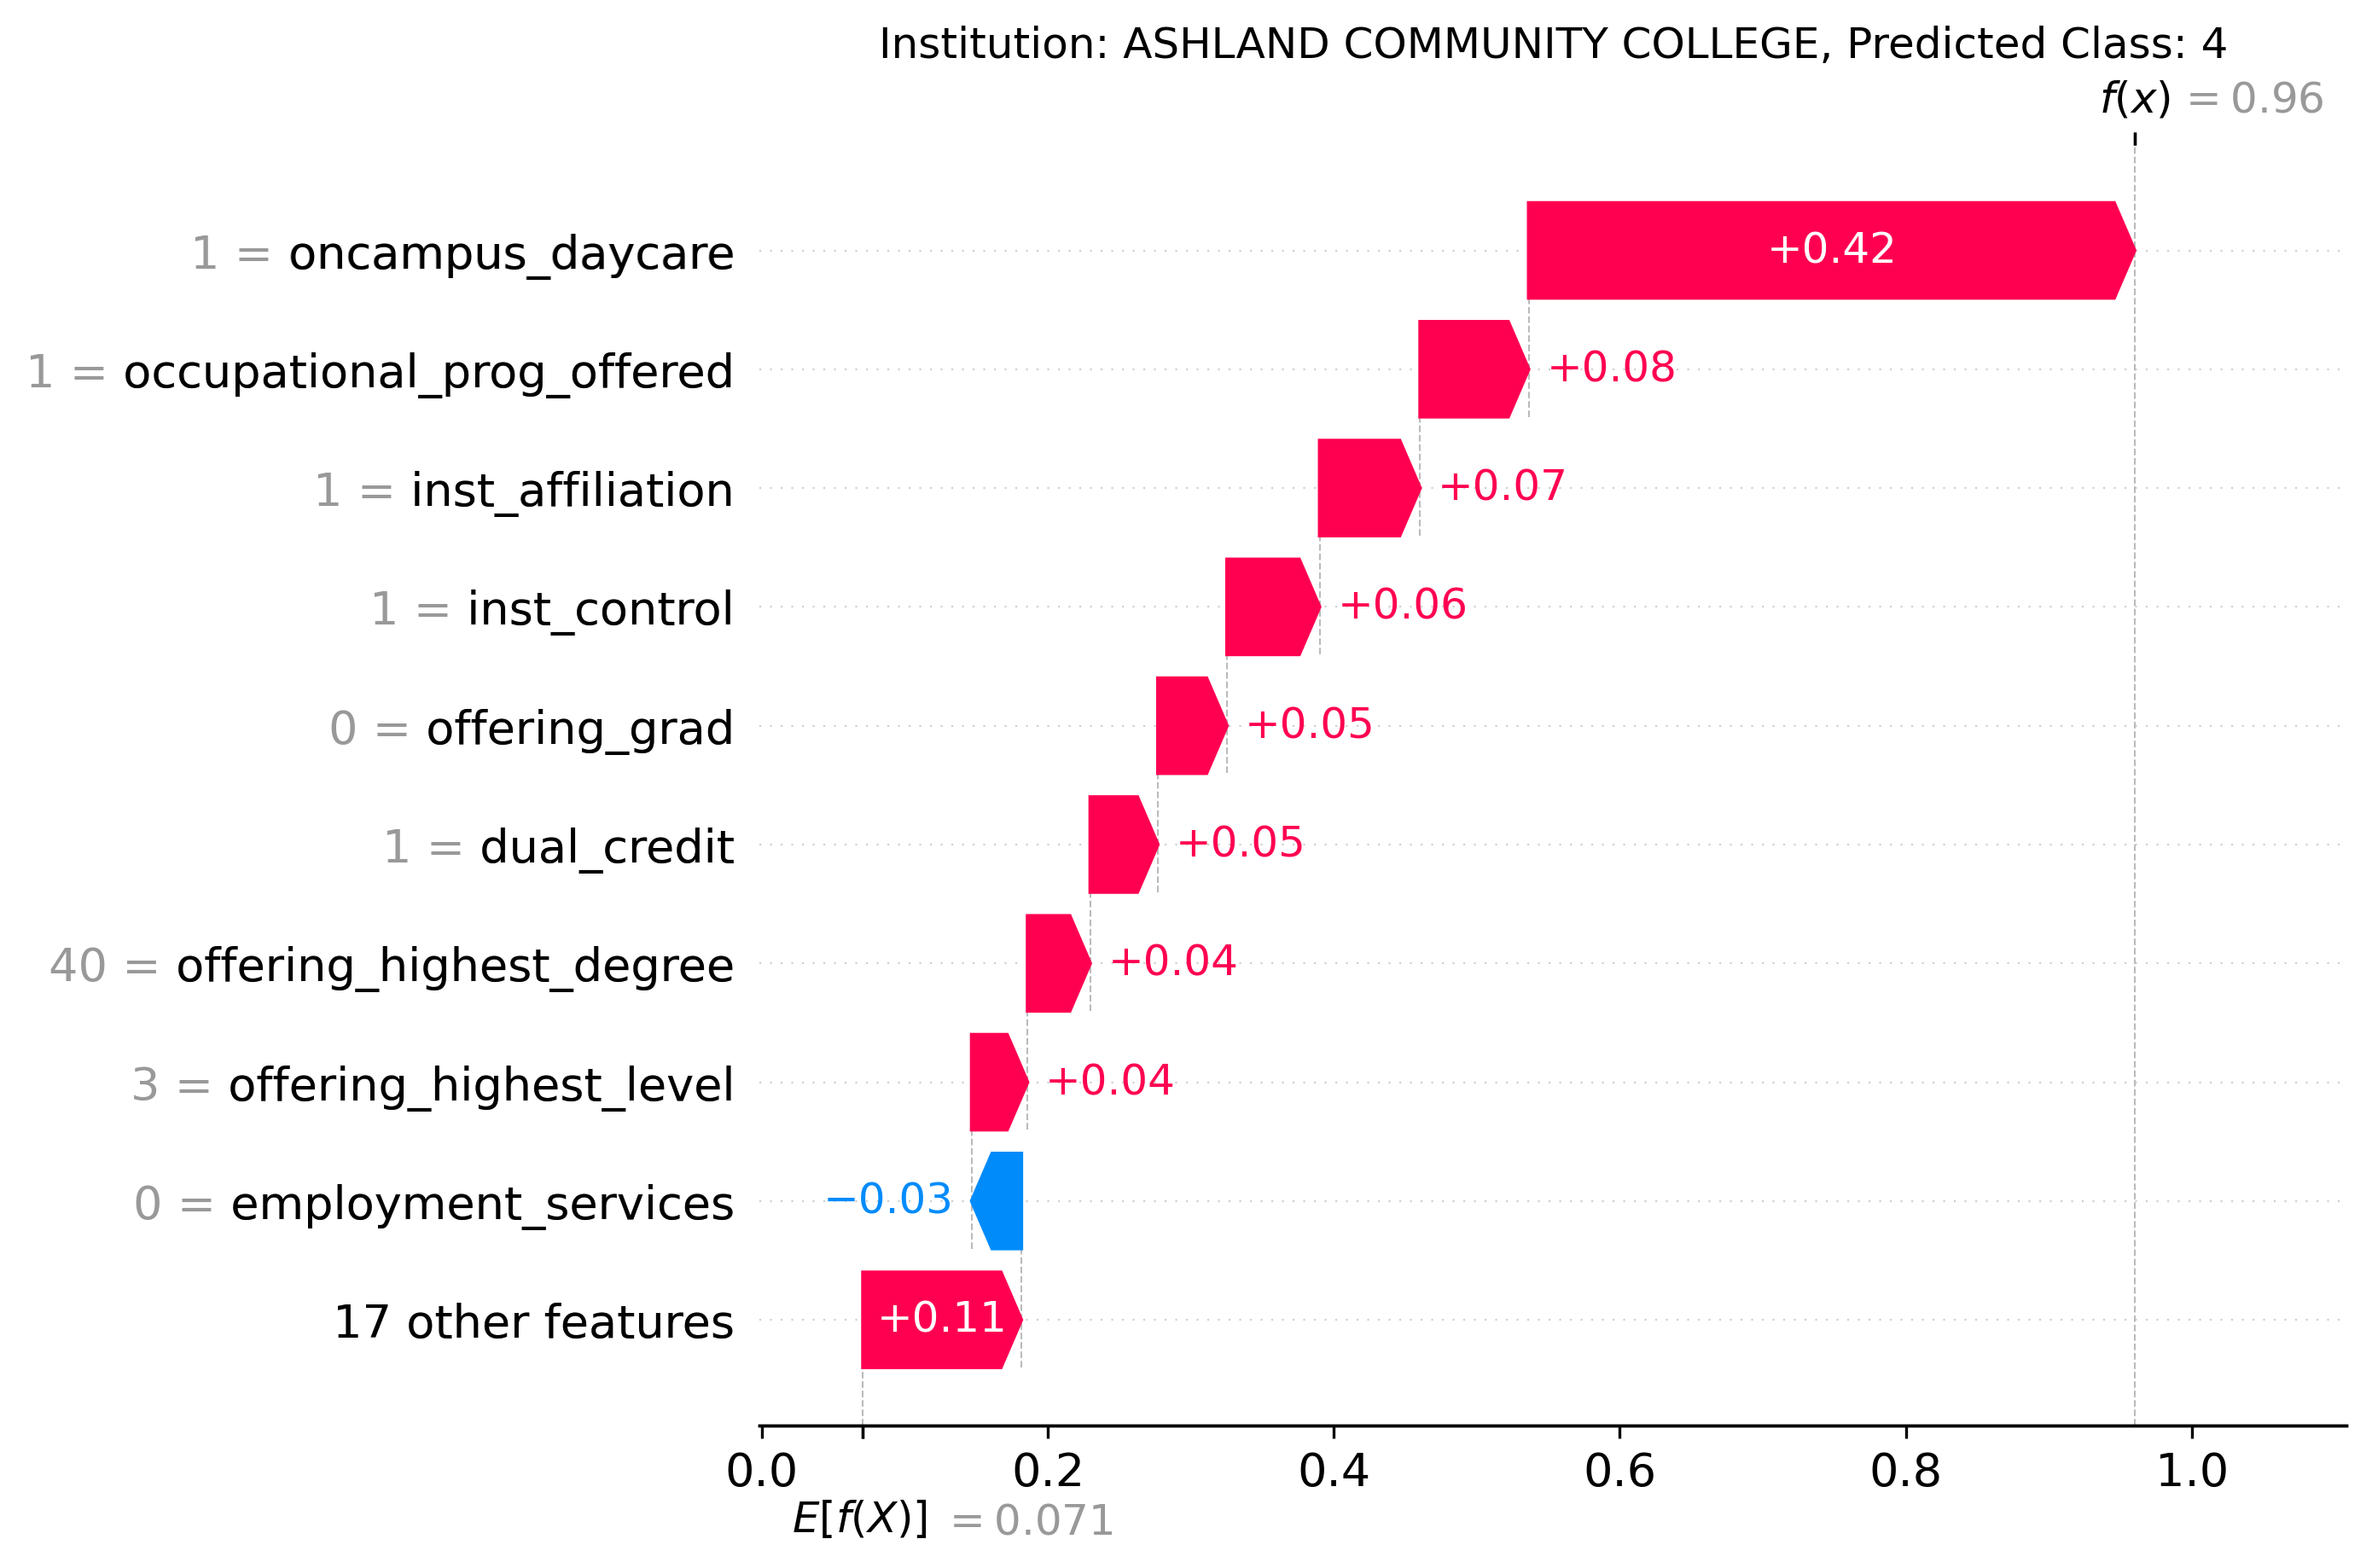 Institution: ASHLAND COMMUNITY COLLEGE, Predicted Class: 4
f(x) = 0.96
1 = oncampus_daycare +0.42
1 = occupational_prog_offered +0.08
1 = inst_affiliation +0.07
1 = inst_control +0.06
0 = offering_grad +0.05
1 = dual_credit +0.05
40 = offering_highest_degree +0.04
3 = offering_highest_level +0.04
0 = employment_services −0.03
17 other features +0.11
0.0 0.2 0.4 0.6 0.8 1.0
E[f(X)] = 0.071